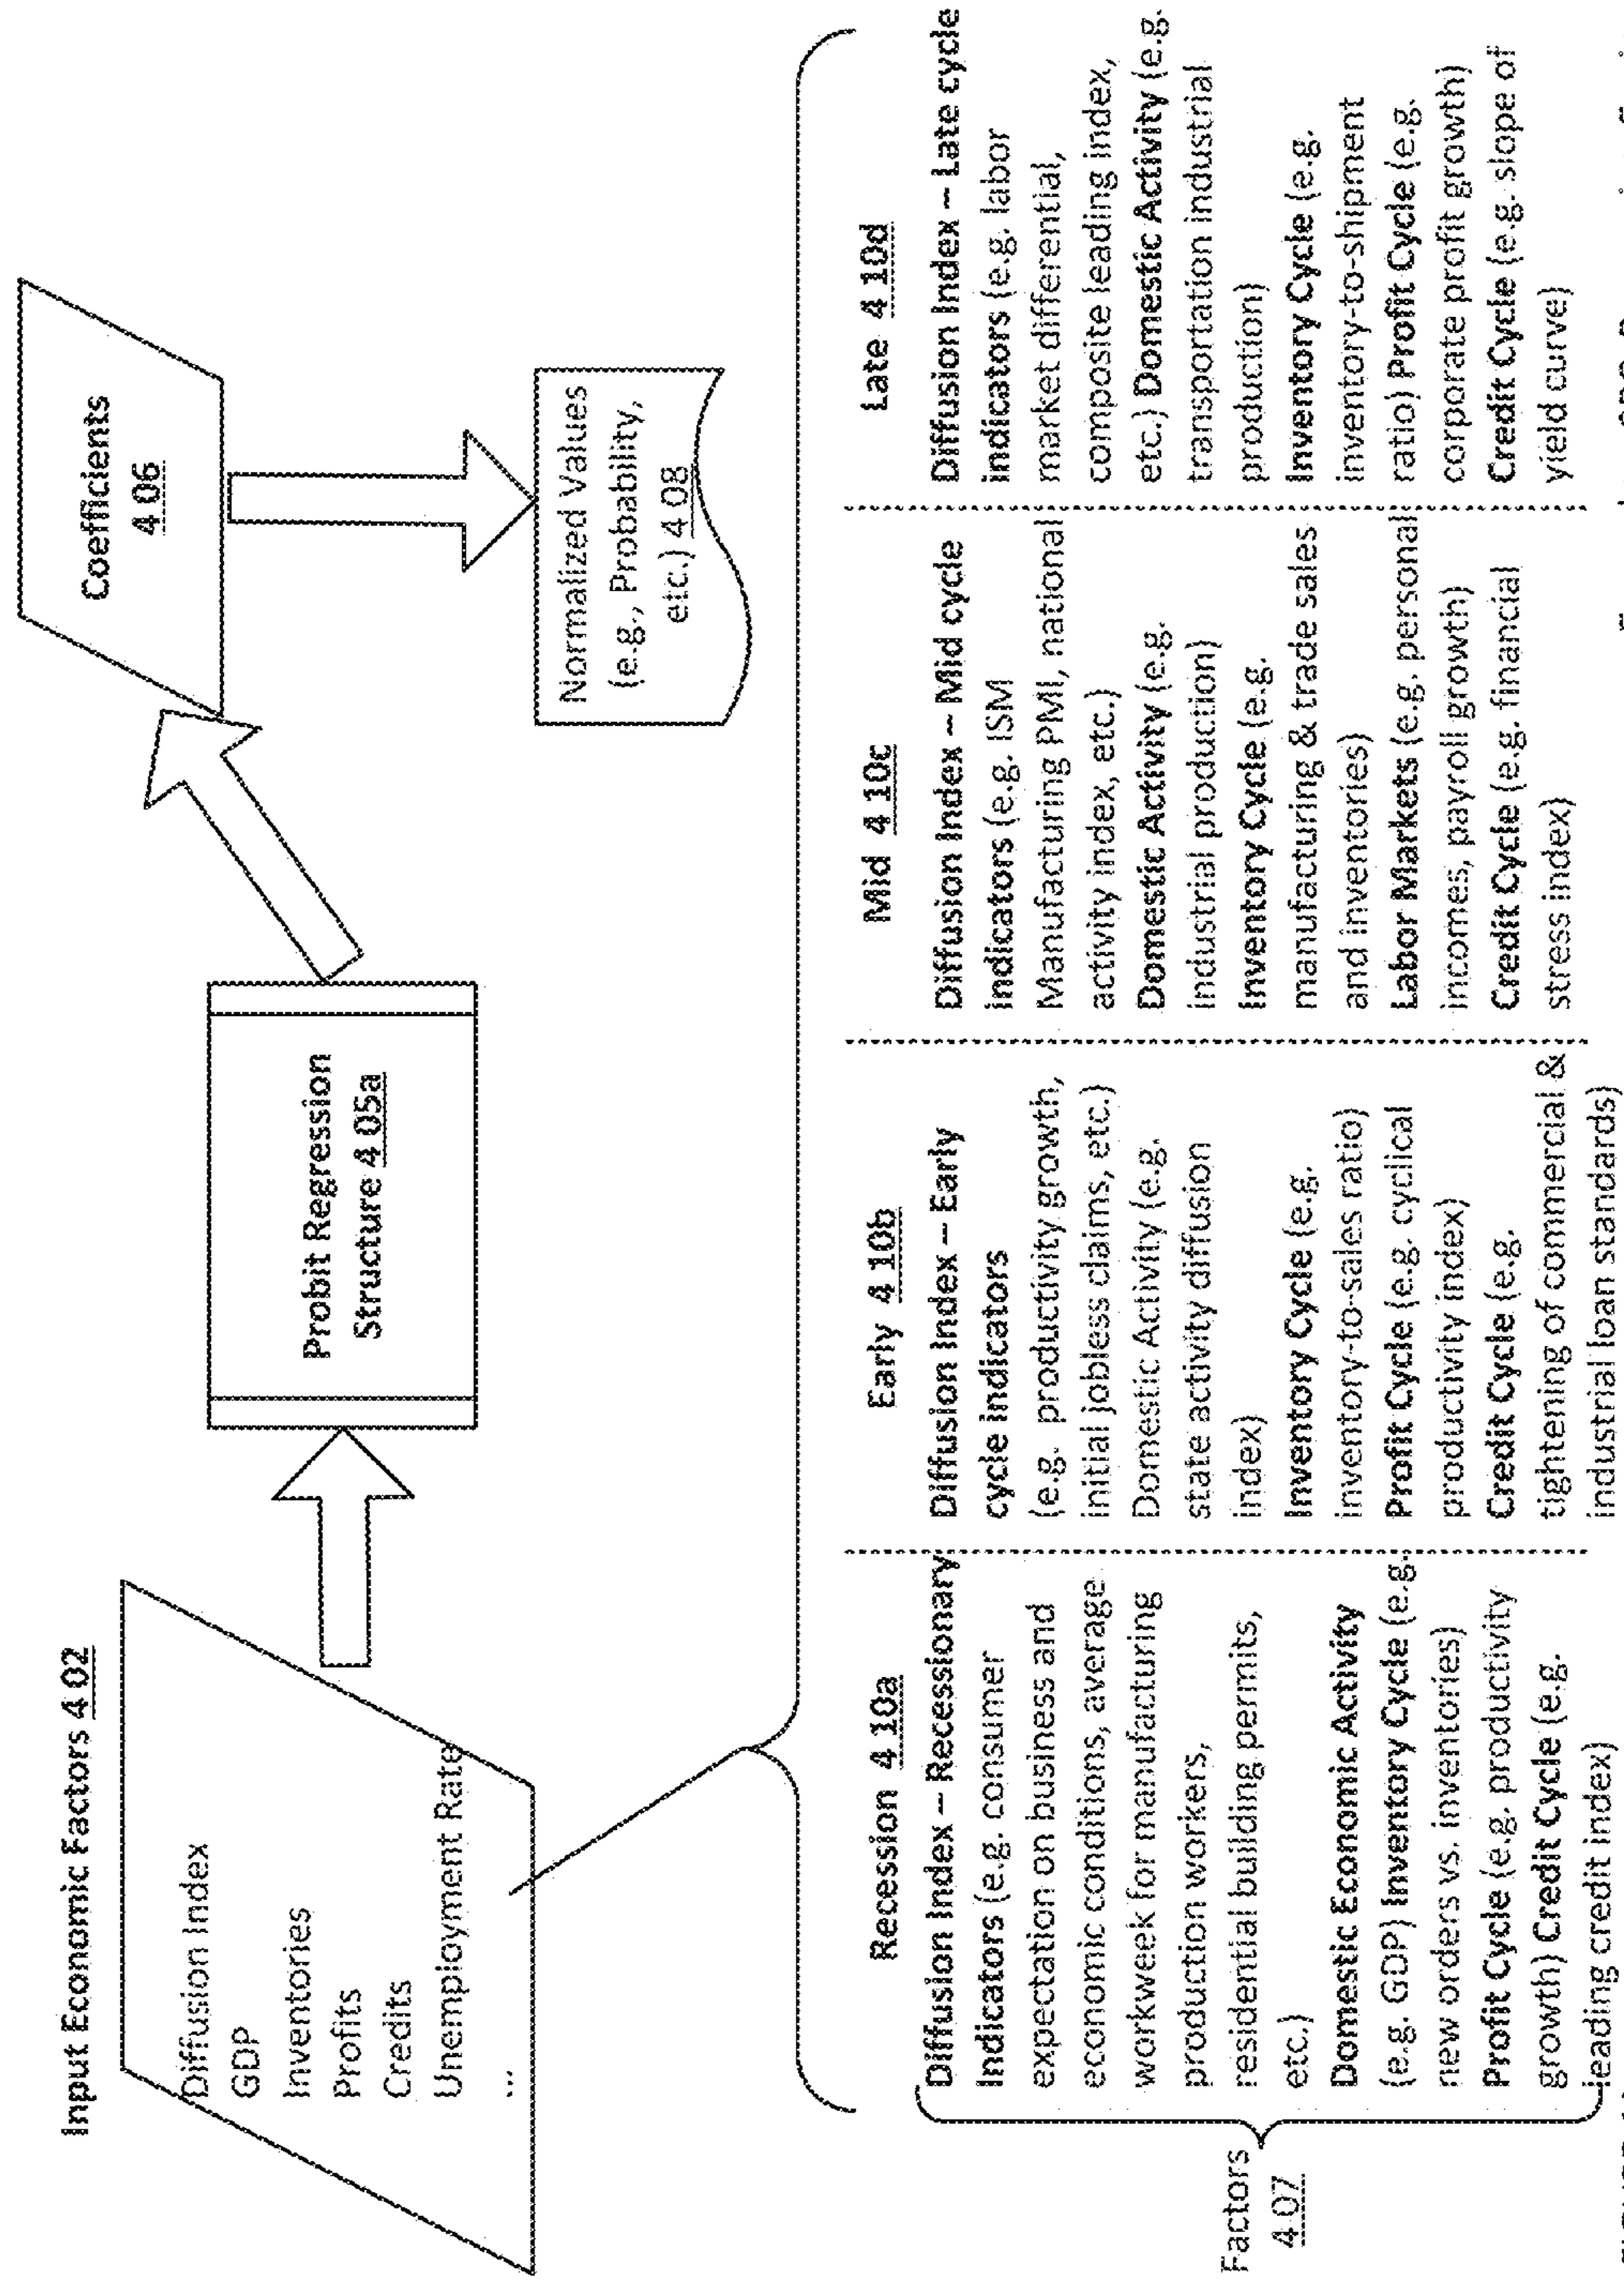 Input Economic Factors 4 02
Diffusion Index
GDP
Inventories
Profits
Credits
Unemployment Rate
...
Probit Regression
Structure 4 05a
Coefficients
4 06
Normalized Values
(e.g., Probability,
etc.) 4 08
Factors
4 07
Recession 4 10a
Diffusion Index – Recessionary
Indicators (e.g. consumer
expectation on business and
economic conditions, average
workweek for manufacturing
production workers,
residential building permits,
etc.)
Domestic Economic Activity
(e.g. GDP) Inventory Cycle (e.g.
new orders vs. inventories)
Profit Cycle (e.g. productivity
growth) Credit Cycle (e.g.
leading credit index)
Early 4 10b
Diffusion Index – Early
cycle Indicators
(e.g. productivity growth,
initial jobless claims, etc.)
Domestic Activity (e.g.
state activity diffusion
index)
Inventory Cycle (e.g.
inventory-to-sales ratio)
Profit Cycle (e.g. cyclical
productivity index)
Credit Cycle (e.g.
tightening of commercial &
industrial loan standards)
Mid 4 10c
Diffusion Index – Mid cycle
indicators (e.g. ISM
Manufacturing PMI, national
activity index, etc.)
Domestic Activity (e.g.
industrial production)
Inventory Cycle (e.g.
manufacturing & trade sales
and inventories)
Labor Markets (e.g. personal
incomes, payroll growth)
Credit Cycle (e.g. financial
stress index)
Late 4 10d
Diffusion Index – Late cycle
indicators (e.g. labor
market differential,
composite leading index,
etc.) Domestic Activity (e.g.
transportation industrial
production)
Inventory Cycle (e.g.
inventory-to-shipment
ratio) Profit Cycle (e.g.
corporate profit growth)
Credit Cycle (e.g. slope of
yield curve)